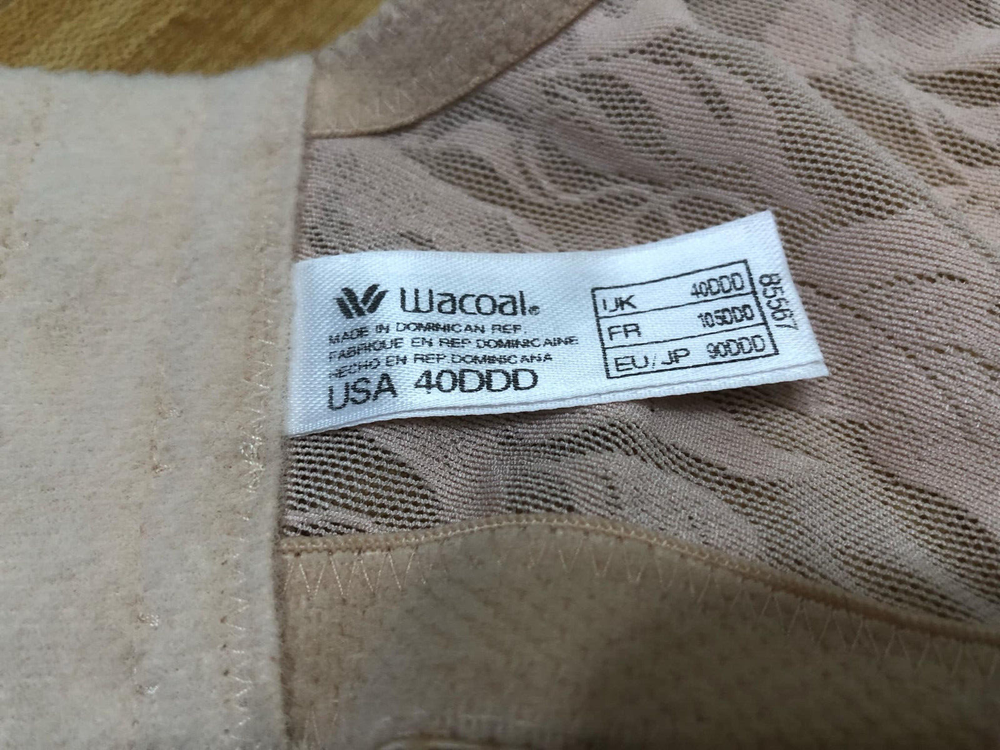 Wacoal®
MADE IN DOMINICAN REP.
FABRIQUE EN REP DOMINICAINE
HECHO EN REP. DOMINICANA
USA 40DDD
UK 40DDD
FR 105DDD
EU/JP 90DDD
85567